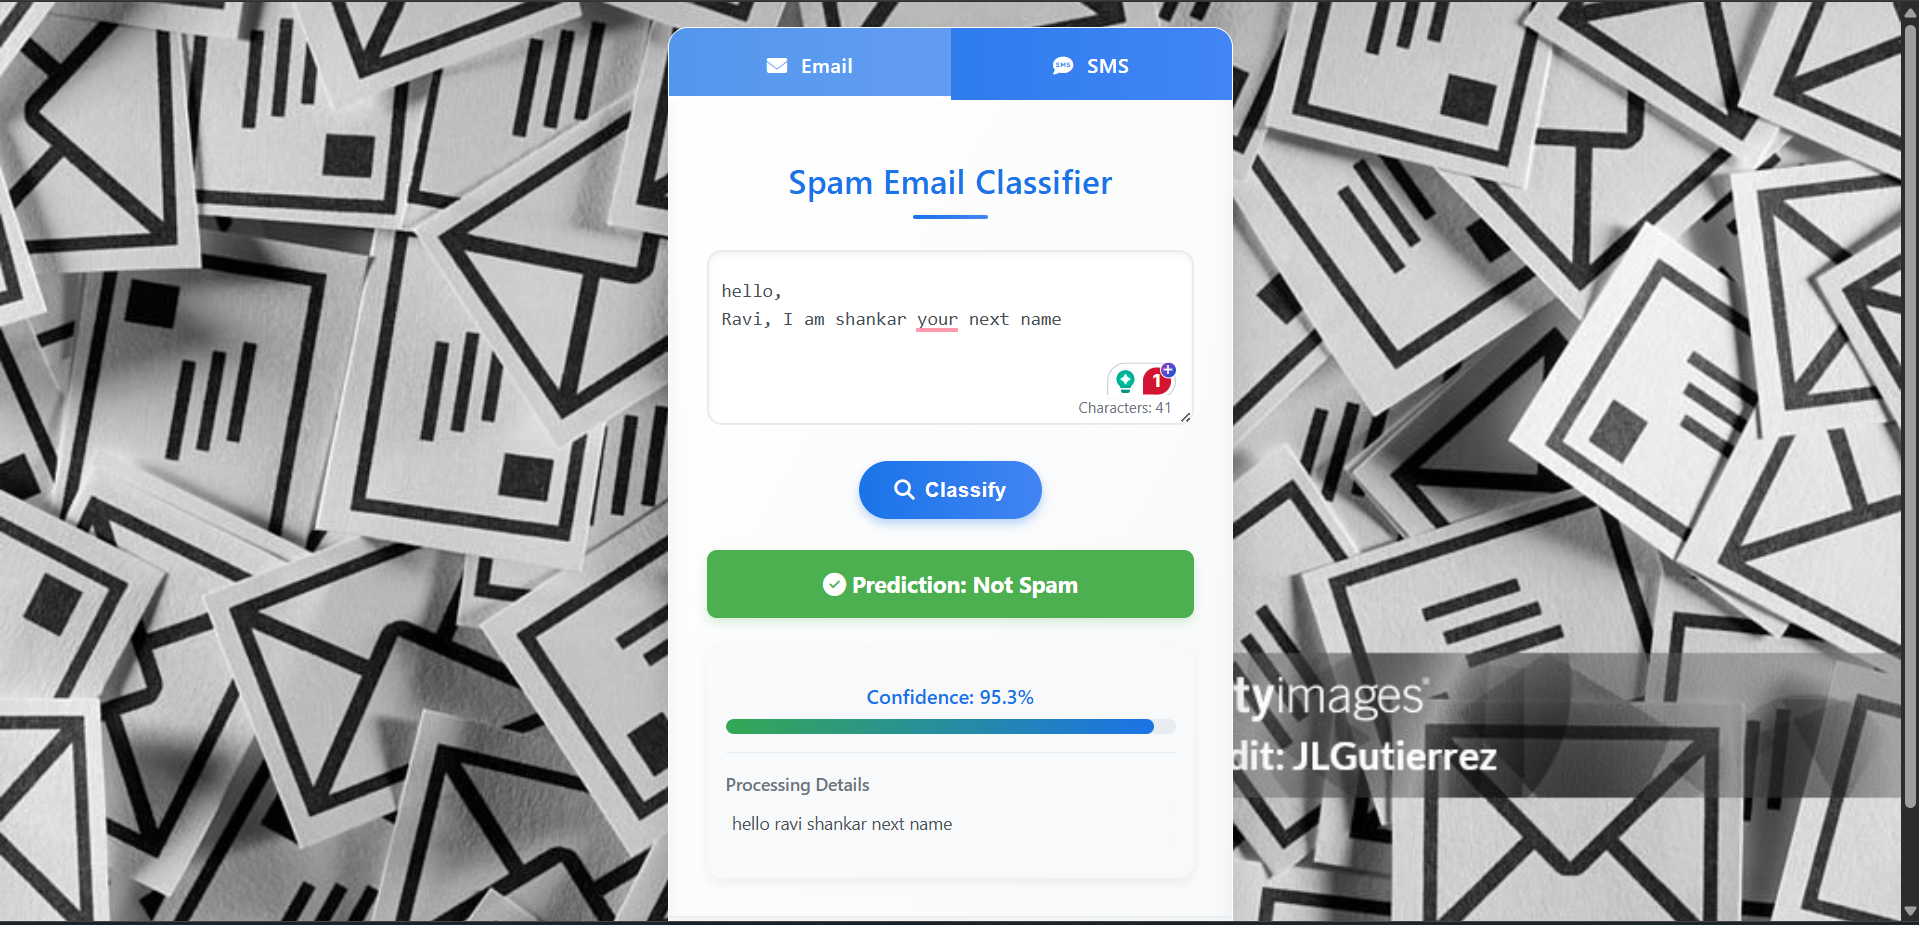 Email
SMS
Spam Email Classifier
hello,
Ravi, I am shankar your next name
1
Characters: 41
Classify
Prediction: Not Spam
Confidence: 95.3%
Processing Details
hello ravi shankar next name
tyimages
dit: JLGutierrez